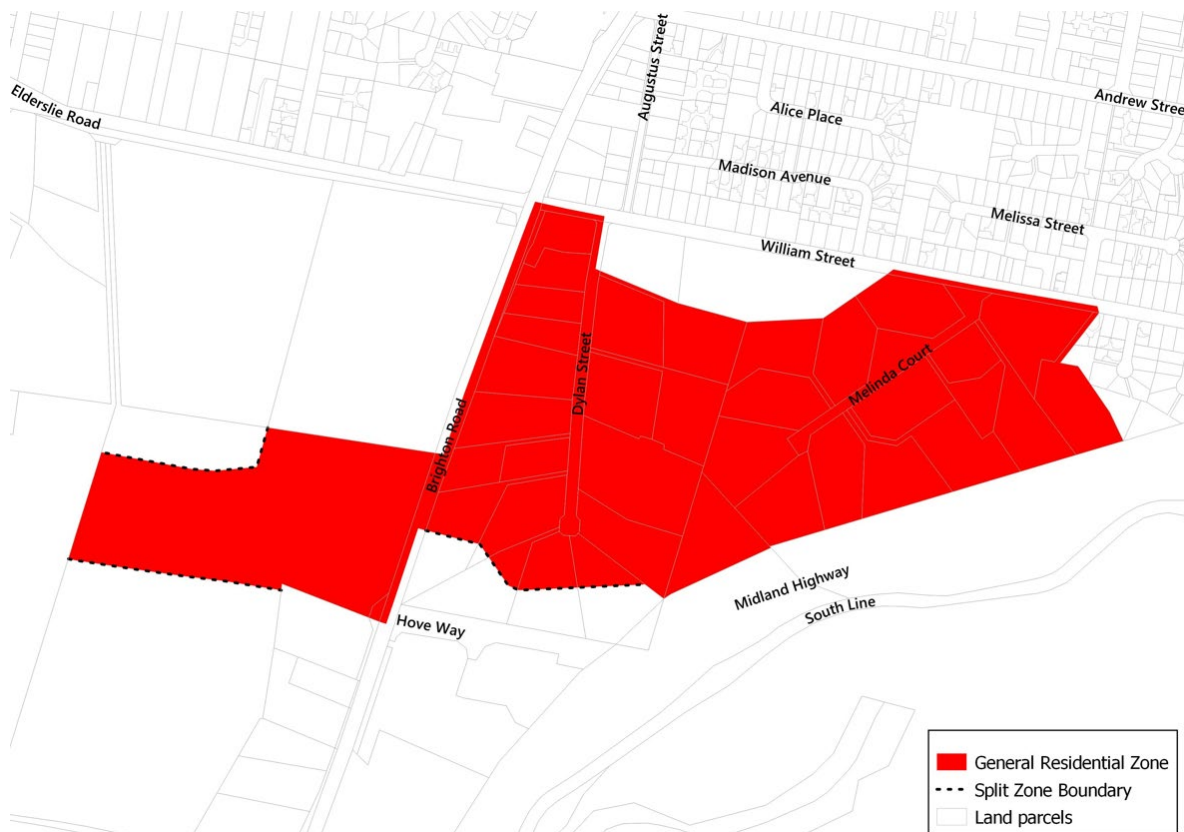 Elderslie Road
Augustus Street
Andrew Stree
Alice Place
Madison Avenue
Melissa Street
William Street
Dylan Street
Melinda Court
Brighton Road
Midland Highway
South Line
Hove Way
General Residential Zone
Split Zone Boundary
Land parcels